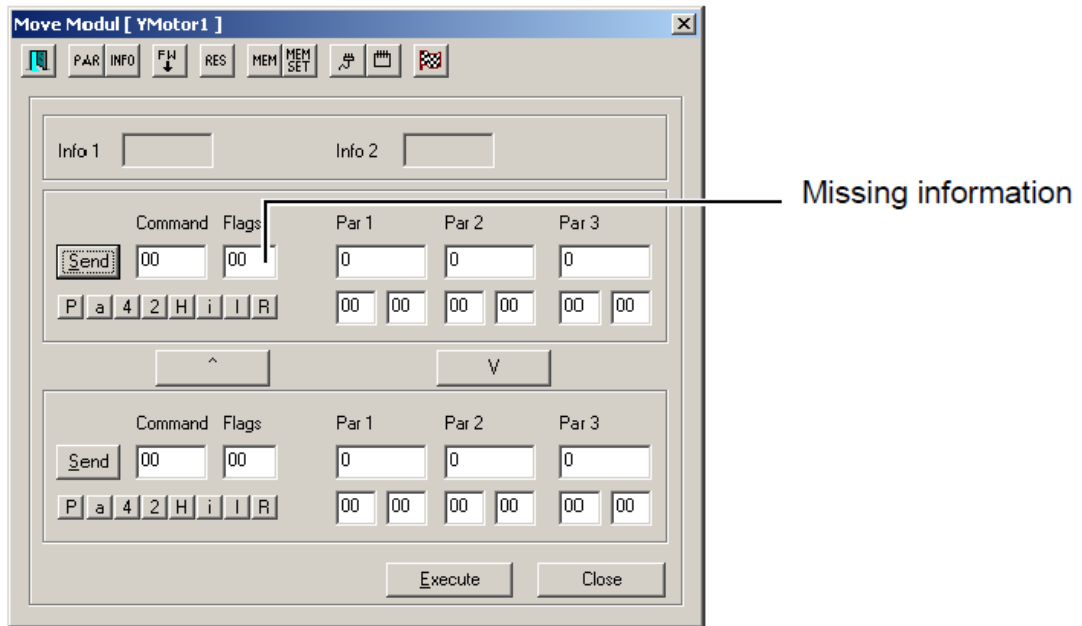 Move Modul [ YMotor1 ]
PAR INFO FW RES MEM MEM SET
Info 1 Info 2
Missing information
Command Flags Par 1 Par 2 Par 3
Send 00 00 0 0 0
P a 4 2 H i I R 00 00 00 00 00 00
^ V
Command Flags Par 1 Par 2 Par 3
Send 00 00 0 0 0
P a 4 2 H i I R 00 00 00 00 00 00
Execute Close